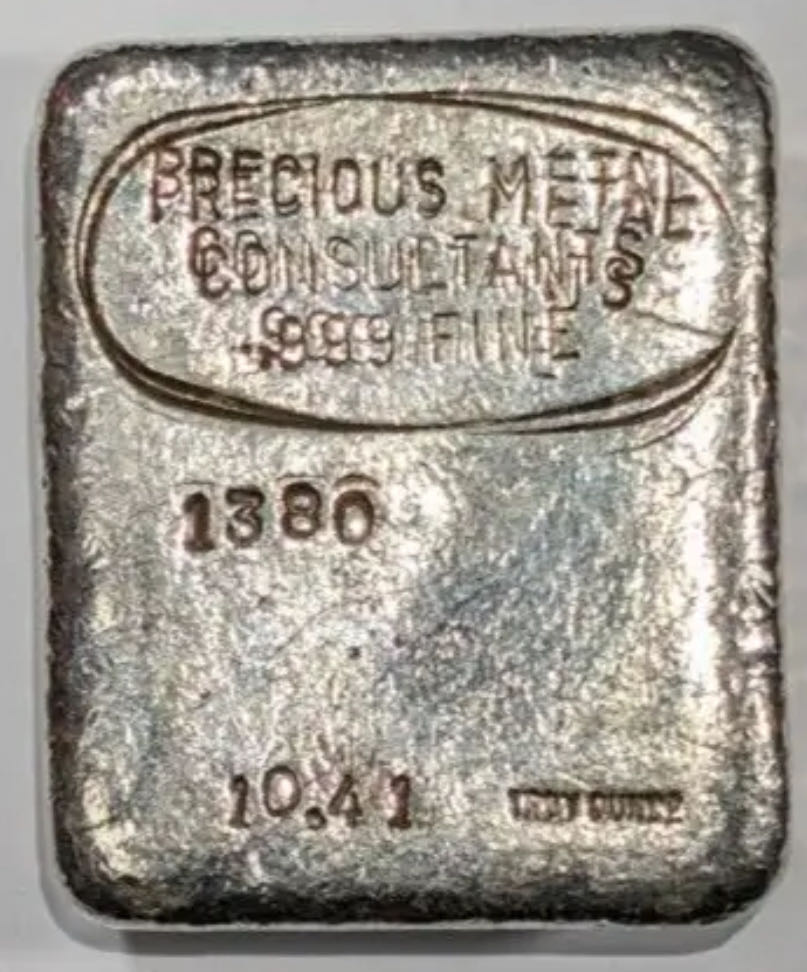 PRECIOUS METAL
CONSULTANTS
.999 FINE
1380
10.41 TROY OUNCE